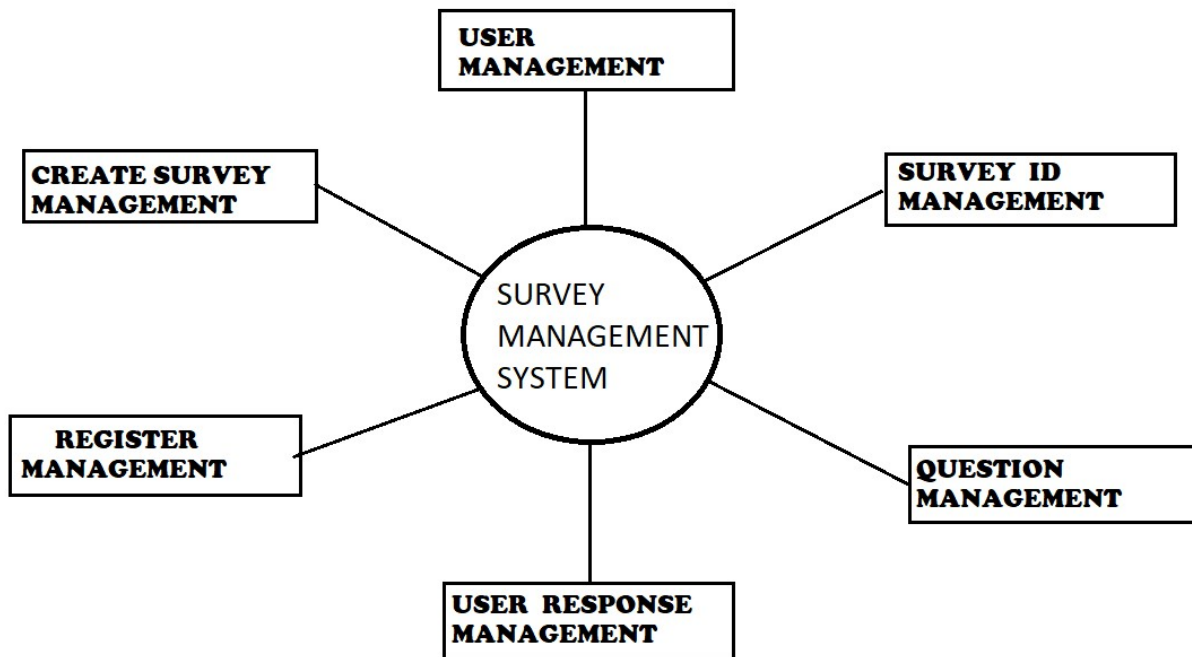 USER
MANAGEMENT
CREATE SURVEY
MANAGEMENT
SURVEY ID
MANAGEMENT
SURVEY
MANAGEMENT
SYSTEM
REGISTER
MANAGEMENT
QUESTION
MANAGEMENT
USER RESPONSE
MANAGEMENT